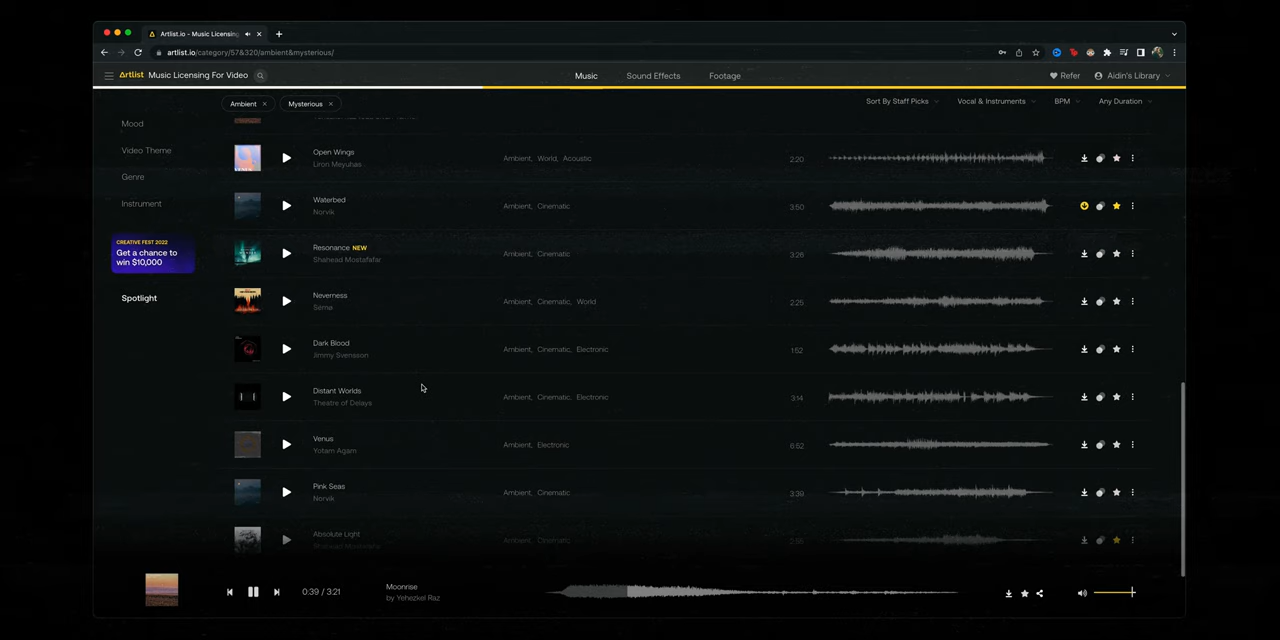 Artlist.io - Music Licensing
artlist.io/category/57&320/ambient&mysterious/
Artlist Music Licensing For Video
Music Sound Effects Footage
Refer Aidin's Library
Ambient Mysterious
Sort By Staff Picks Vocal & Instruments BPM Any Duration
Mood
Video Theme
Genre
Instrument
CREATIVE FEST 2022
Get a chance to
win $10,000
Spotlight
Open Wings
Liron Meyuhas
Ambient, World, Acoustic
2:20
Waterbed
Norvik
Ambient, Cinematic
3:50
Resonance NEW
Shahead Mostafafar
Ambient, Cinematic
3:26
Neverness
Semø
Ambient, Cinematic, World
2:25
Dark Blood
Jimmy Svensson
Ambient, Cinematic, Electronic
1:52
Distant Worlds
Theatre of Delays
Ambient, Cinematic, Electronic
3:14
Venus
Yotam Agam
Ambient, Electronic
6:52
Pink Seas
Norvik
Ambient, Cinematic
3:39
Absolute Light
Shahead Mostafafar
Ambient, Cinematic
0:39 / 3:21
Moonrise
by Yehezkel Raz